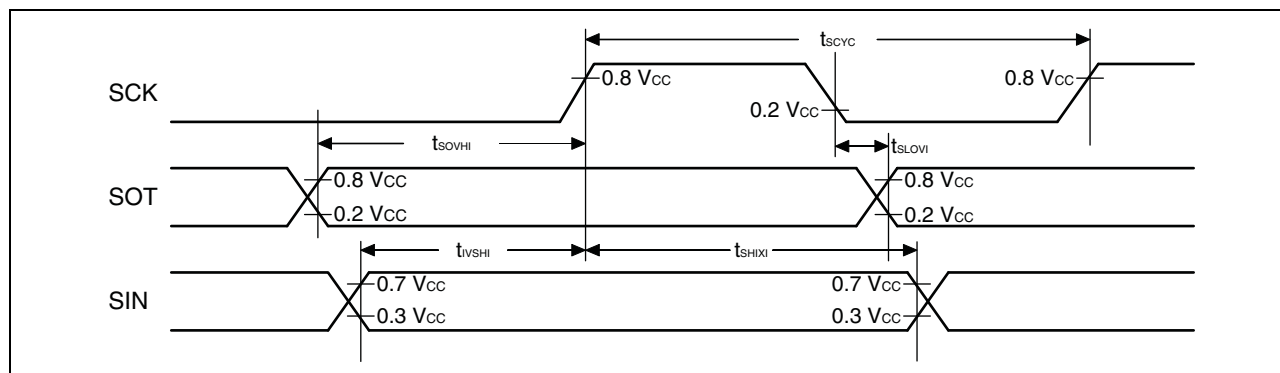 tSCYC
SCK
0.8 VCC
0.8 VCC
0.2 VCC
tSOVHI
tSLOVI
SOT
0.8 VCC
0.8 VCC
0.2 VCC
0.2 VCC
tIVSHI
tSHIXI
SIN
0.7 VCC
0.7 VCC
0.3 VCC
0.3 VCC